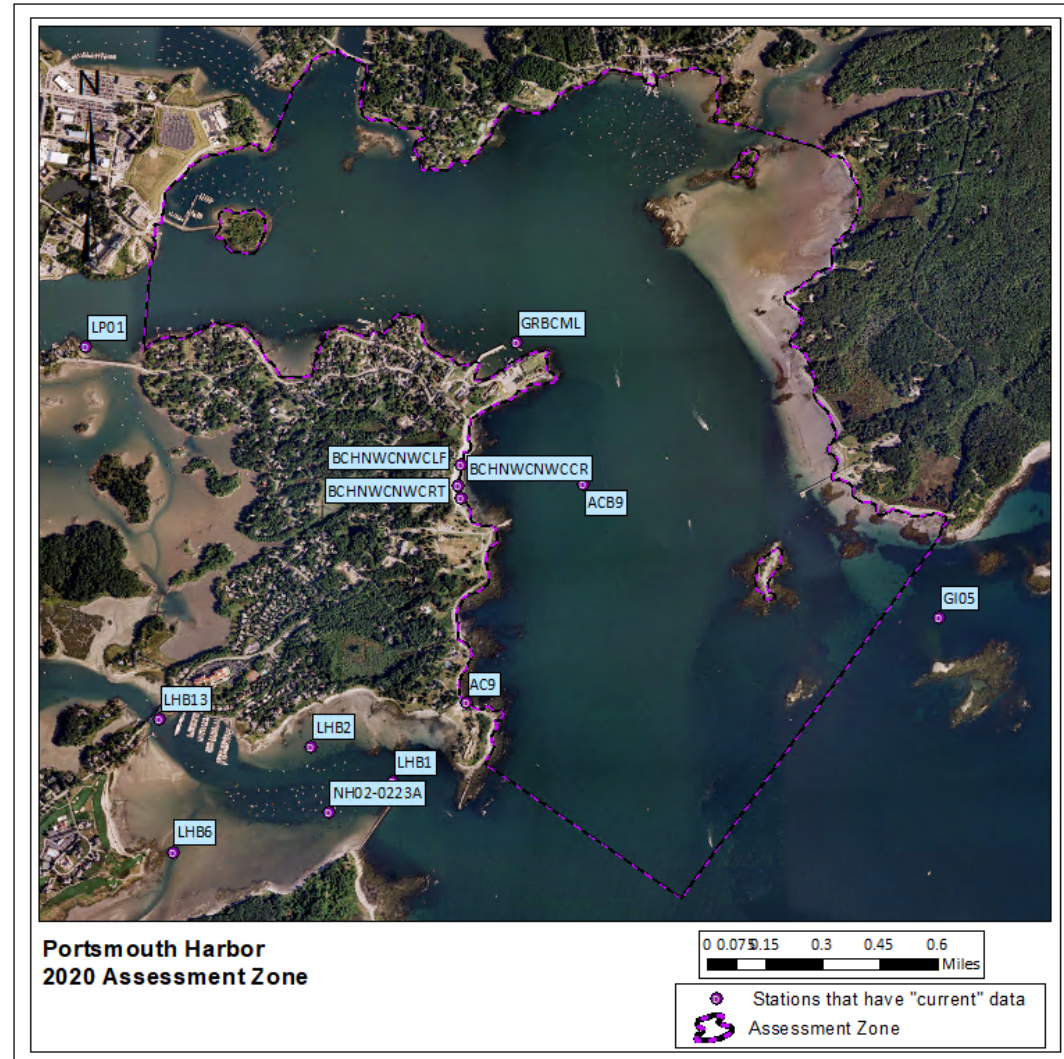 N
LP01
GRBCML
BCHNWCNWCLF
BCHNWCNWCCR
BCHNWCNWCRT
ACB9
GI05
AC9
LHB13
LHB2
LHB1
NH02-0223A
LHB6
Portsmouth Harbor
2020 Assessment Zone
0 0.075 0.15 0.3 0.45 0.6
Miles
Stations that have "current" data
Assessment Zone